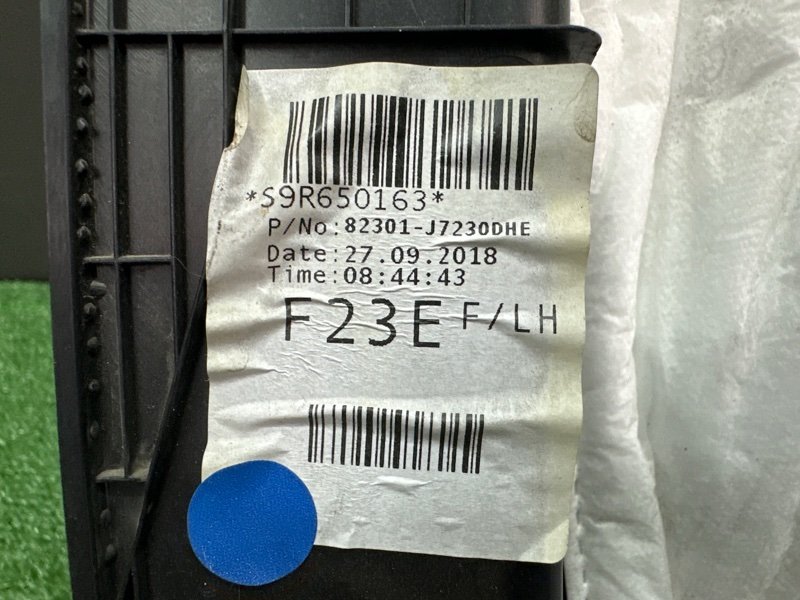 *S9R650163*
P/No:82301-J7230DHE
Date:27.09.2018
Time:08:44:43
F23E F/LH